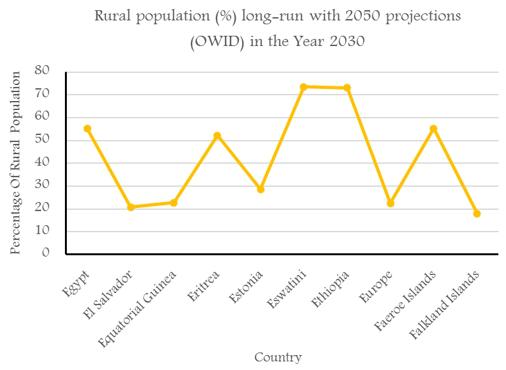 Rural population (%) long-run with 2050 projections
(OWID) in the Year 2030
Percentage Of Rural Population
80
70
60
50
40
30
20
10
0
Egypt
El Salvador
Equatorial Guinea
Eritrea
Estonia
Eswatini
Ethiopia
Europe
Faeroe Islands
Falkland Islands
Country